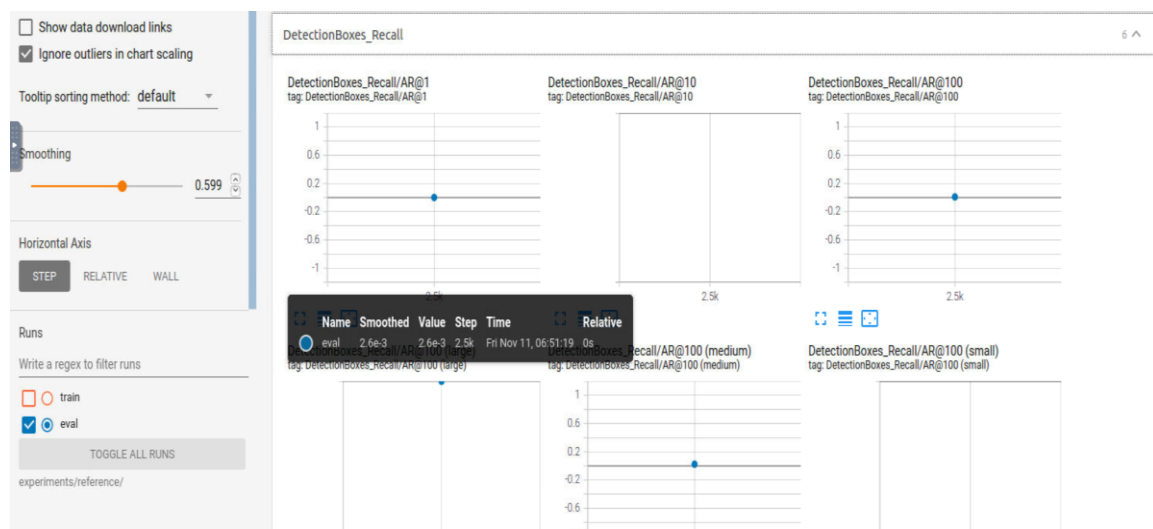 Show data download links
Ignore outliers in chart scaling
Tooltip sorting method: default
Smoothing
0.599
Horizontal Axis
STEP RELATIVE WALL
Runs
Write a regex to filter runs
train
eval
TOGGLE ALL RUNS
experiments/reference/
DetectionBoxes_Recall
6
DetectionBoxes_Recall/AR@1
tag: DetectionBoxes_Recall/AR@1
1
0.6
0.2
-0.2
-0.6
-1
2.5k
DetectionBoxes_Recall/AR@10
tag: DetectionBoxes_Recall/AR@10
2.5k
DetectionBoxes_Recall/AR@100
tag: DetectionBoxes_Recall/AR@100
1
0.6
0.2
-0.2
-0.6
-1
2.5k
Name Smoothed Value Step Time Relative
eval 2.6e-3 2.6e-3 2.5k Fri Nov 11, 06:51:19 0s
DetectionBoxes_Recall/AR@100 (large)
tag: DetectionBoxes_Recall/AR@100 (large)
DetectionBoxes_Recall/AR@100 (medium)
tag: DetectionBoxes_Recall/AR@100 (medium)
1
0.6
0.2
-0.2
-0.6
DetectionBoxes_Recall/AR@100 (small)
tag: DetectionBoxes_Recall/AR@100 (small)